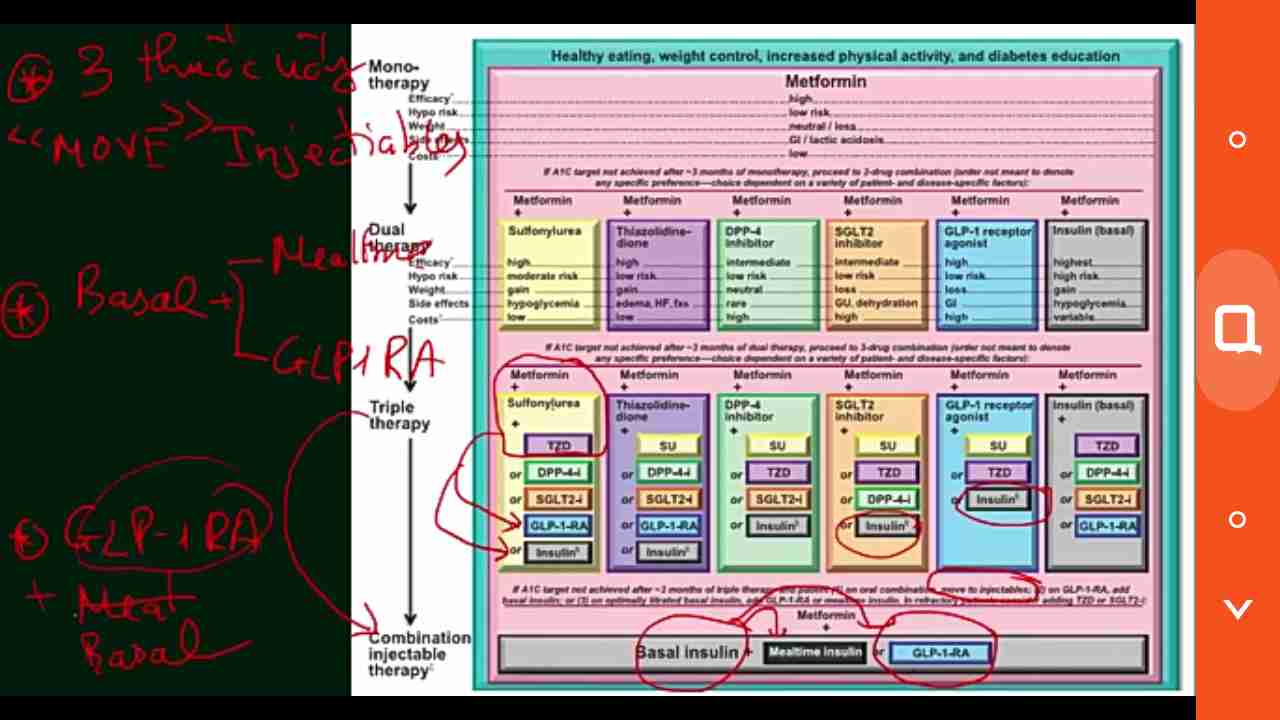 3 thuốc uống
"MOVE" Injectiables
Basal +
Mealtime
GLP1 RA
GLP-1RA
+ Meal
Basal
Mono-
therapy
Efficacy*
Hypo risk
Weight
Side effects
Costs*
Dual
therapy
Efficacy*
Hypo risk
Weight
Side effects
Costs*
Triple
therapy
Combination
injectable
therapy‡
Healthy eating, weight control, increased physical activity, and diabetes education
Metformin
high
low risk
neutral / loss
GI / lactic acidosis
low
If A1C target not achieved after ~3 months of monotherapy, proceed to 2-drug combination (order not meant to denote
any specific preference—choice dependent on a variety of patient- and disease-specific factors):
Metformin + Metformin + Metformin + Metformin + Metformin + Metformin +
Sulfonylurea
high
moderate risk
gain
hypoglycemia
low
Thiazolidine-
dione
high
low risk
gain
edema, HF, fxs
low
DPP-4
inhibitor
intermediate
low risk
neutral
rare
high
SGLT2
inhibitor
intermediate
low risk
loss
GU, dehydration
high
GLP-1 receptor
agonist
high
low risk
loss
GI
high
Insulin (basal)
highest
high risk
gain
hypoglycemia
variable
If A1C target not achieved after ~3 months of dual therapy, proceed to 3-drug combination (order not meant to denote
any specific preference—choice dependent on a variety of patient- and disease-specific factors):
Metformin
+
Sulfonylurea
+
TZD
or DPP-4-i
or SGLT2-i
or GLP-1-RA
or Insulin§
Metformin
+
Thiazolidine-
dione
+
SU
or DPP-4-i
or SGLT2-i
or GLP-1-RA
or Insulin§
Metformin
+
DPP-4
inhibitor
+
SU
or TZD
or SGLT2-i
or Insulin§
Metformin
+
SGLT2
inhibitor
+
SU
or TZD
or DPP-4-i
or Insulin§
Metformin
+
GLP-1 receptor
agonist
+
SU
or TZD
or Insulin§
Metformin
+
Insulin (basal)
+
TZD
or DPP-4-i
or SGLT2-i
or GLP-1-RA
If A1C target not achieved after ~3 months of triple therapy and patient (1) on oral combination, move to injectables; (2) on GLP-1-RA, add
basal insulin; or (3) on optimally titrated basal insulin, add GLP-1-RA or mealtime insulin. In refractory patients consider adding TZD or SGLT2-i:
Metformin
+
Basal insulin + Mealtime Insulin or GLP-1-RA